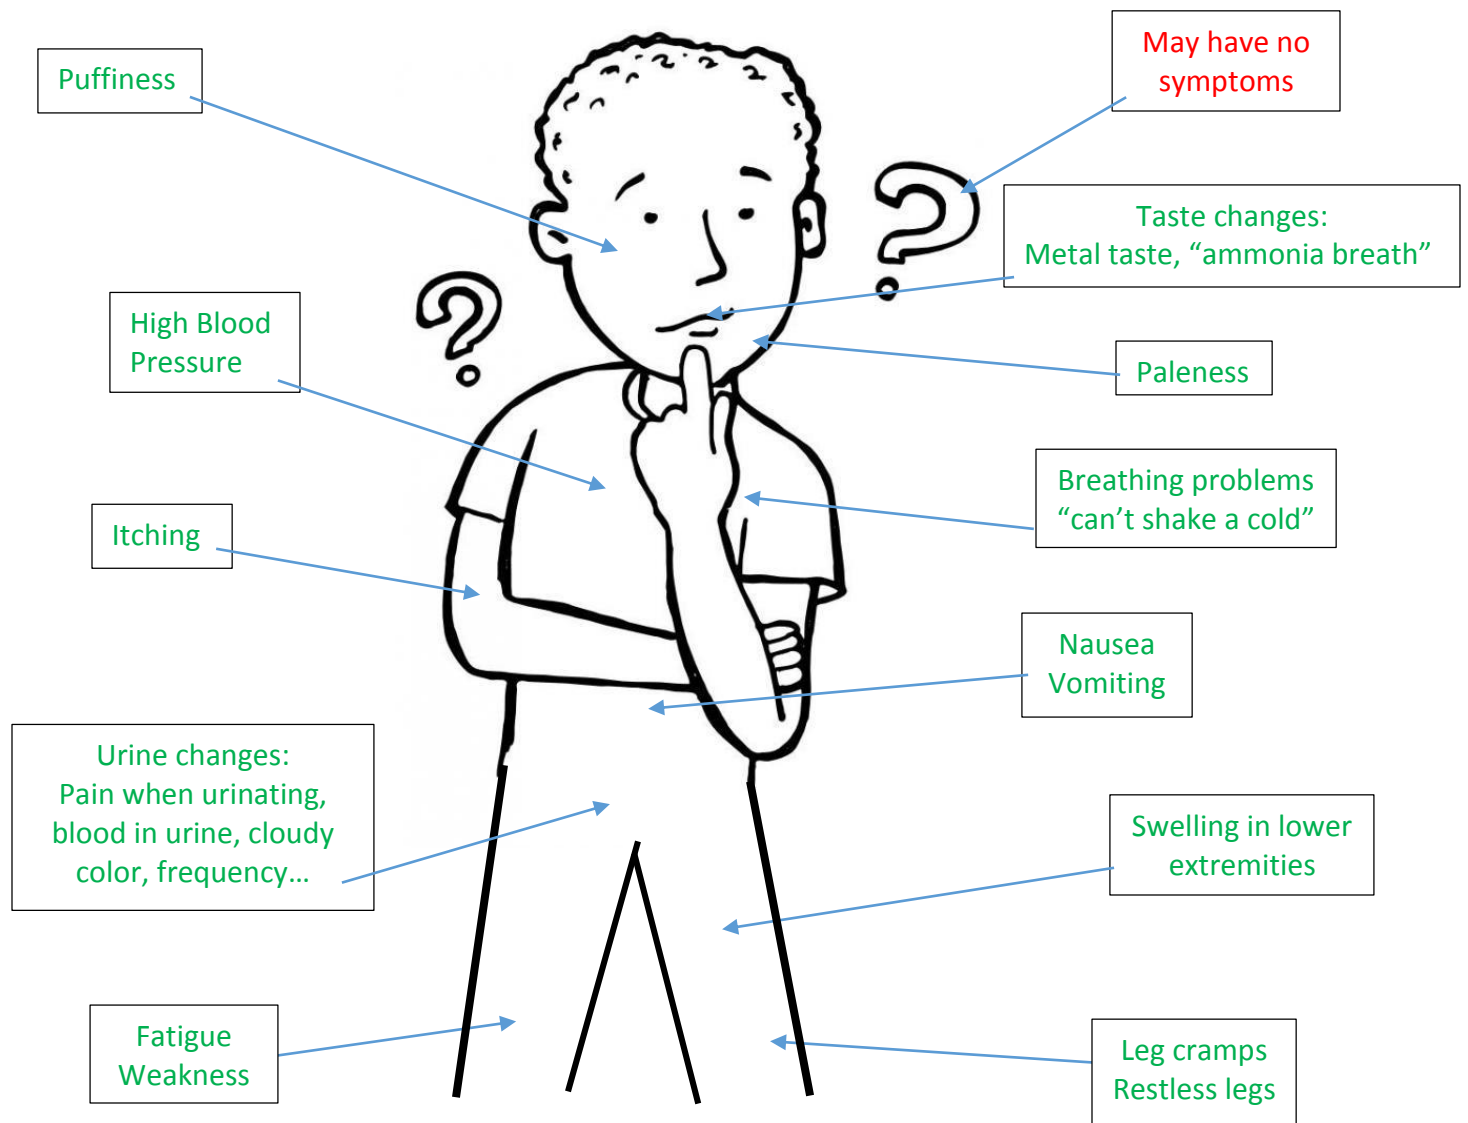 Puffiness
May have no
symptoms
Taste changes:
Metal taste, “ammonia breath”
High Blood
Pressure
Paleness
Breathing problems
“can’t shake a cold”
Itching
Nausea
Vomiting
Urine changes:
Pain when urinating,
blood in urine, cloudy
color, frequency…
Swelling in lower
extremities
Fatigue
Weakness
Leg cramps
Restless legs